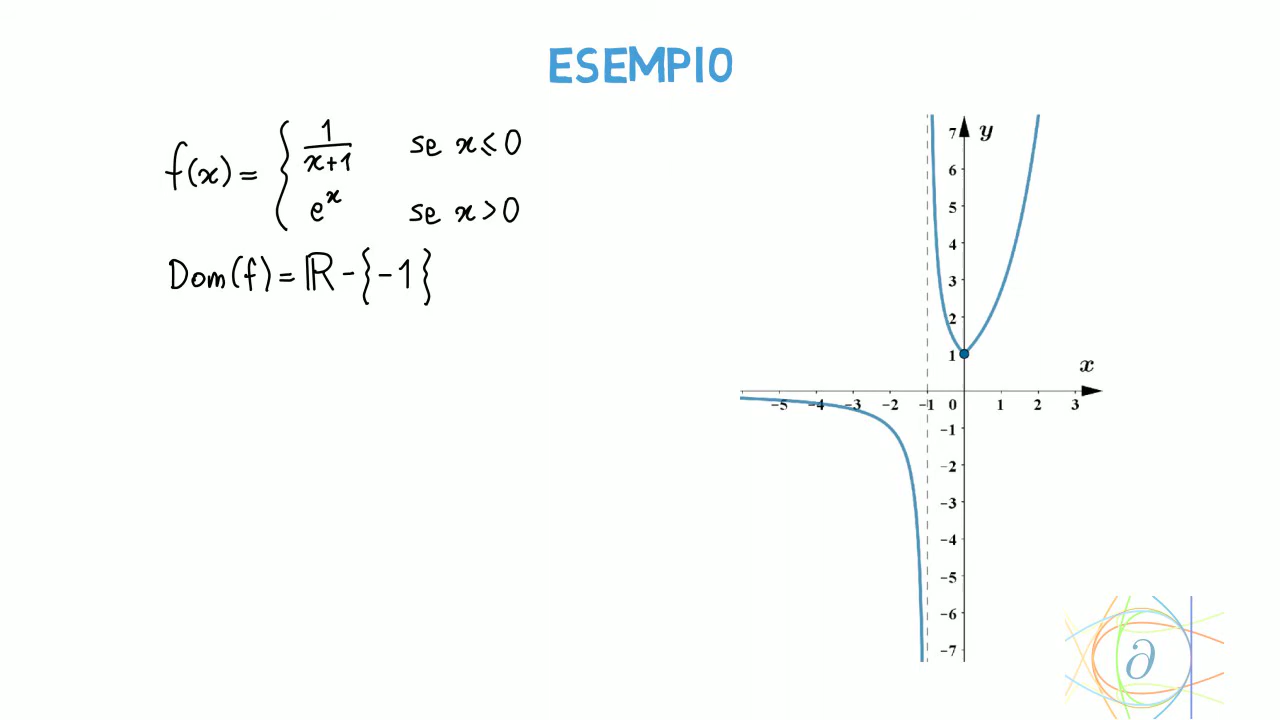 ESEMPIO
f(x) = { 1/(x+1) se x ⩽ 0
e^x se x > 0
Dom(f) = ℝ - {-1}
y
7
6
5
4
3
2
1
x
-5 -4 -3 -2 -1 0 1 2 3
-1
-2
-3
-4
-5
-6
-7
∂